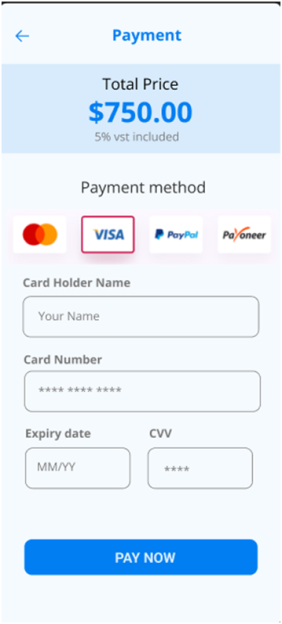 Payment
Total Price
$750.00
5% vst included
Payment method
VISA PayPal Payoneer
Card Holder Name
Your Name
Card Number
**** **** ****
Expiry date CVV
MM/YY ****
PAY NOW